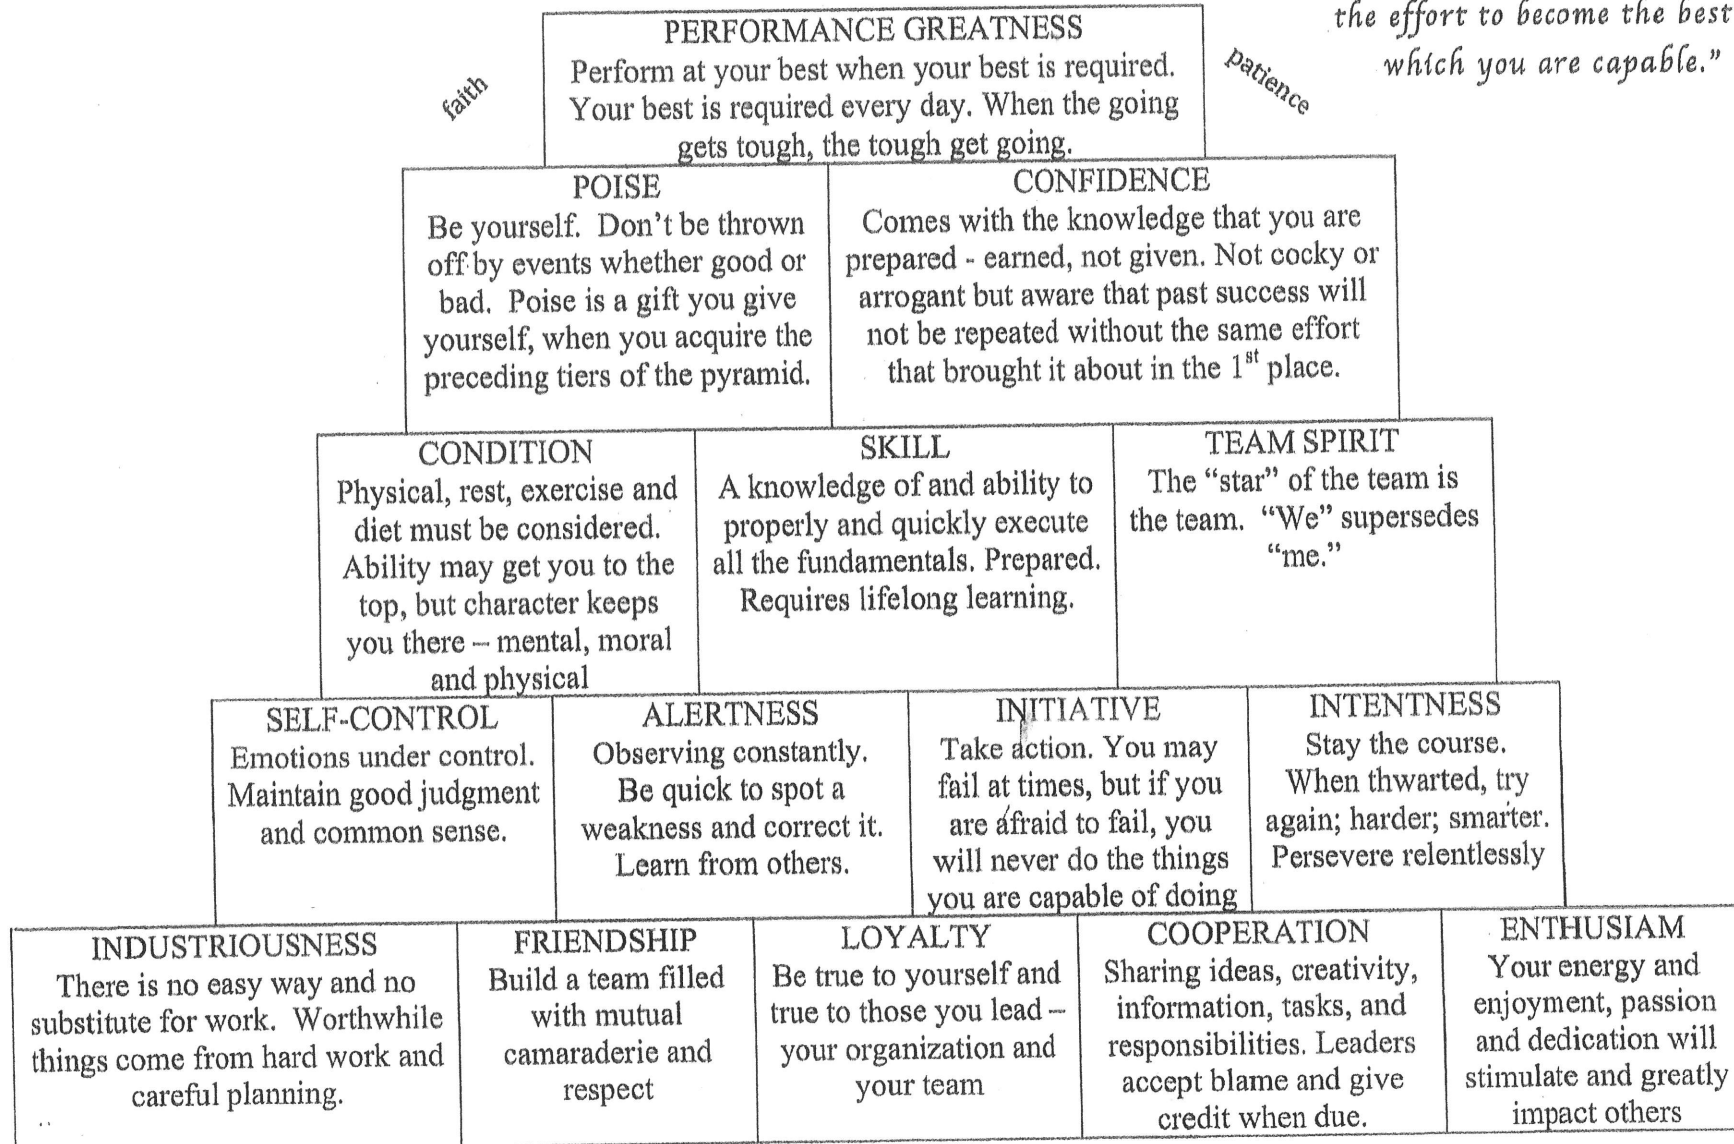 the effort to become the best
which you are capable.”
faith
patience
PERFORMANCE GREATNESS
Perform at your best when your best is required.
Your best is required every day. When the going
gets tough, the tough get going.
POISE
Be yourself. Don’t be thrown
off by events whether good or
bad. Poise is a gift you give
yourself, when you acquire the
preceding tiers of the pyramid.
CONFIDENCE
Comes with the knowledge that you are
prepared - earned, not given. Not cocky or
arrogant but aware that past success will
not be repeated without the same effort
that brought it about in the 1st place.
CONDITION
Physical, rest, exercise and
diet must be considered.
Ability may get you to the
top, but character keeps
you there – mental, moral
and physical
SKILL
A knowledge of and ability to
properly and quickly execute
all the fundamentals. Prepared.
Requires lifelong learning.
TEAM SPIRIT
The “star” of the team is
the team. “We” supersedes
“me.”
SELF-CONTROL
Emotions under control.
Maintain good judgment
and common sense.
ALERTNESS
Observing constantly.
Be quick to spot a
weakness and correct it.
Learn from others.
INITIATIVE
Take action. You may
fail at times, but if you
are afraid to fail, you
will never do the things
you are capable of doing
INTENTNESS
Stay the course.
When thwarted, try
again; harder; smarter.
Persevere relentlessly
INDUSTRIOUSNESS
There is no easy way and no
substitute for work. Worthwhile
things come from hard work and
careful planning.
FRIENDSHIP
Build a team filled
with mutual
camaraderie and
respect
LOYALTY
Be true to yourself and
true to those you lead –
your organization and
your team
COOPERATION
Sharing ideas, creativity,
information, tasks, and
responsibilities. Leaders
accept blame and give
credit when due.
ENTHUSIAM
Your energy and
enjoyment, passion
and dedication will
stimulate and greatly
impact others